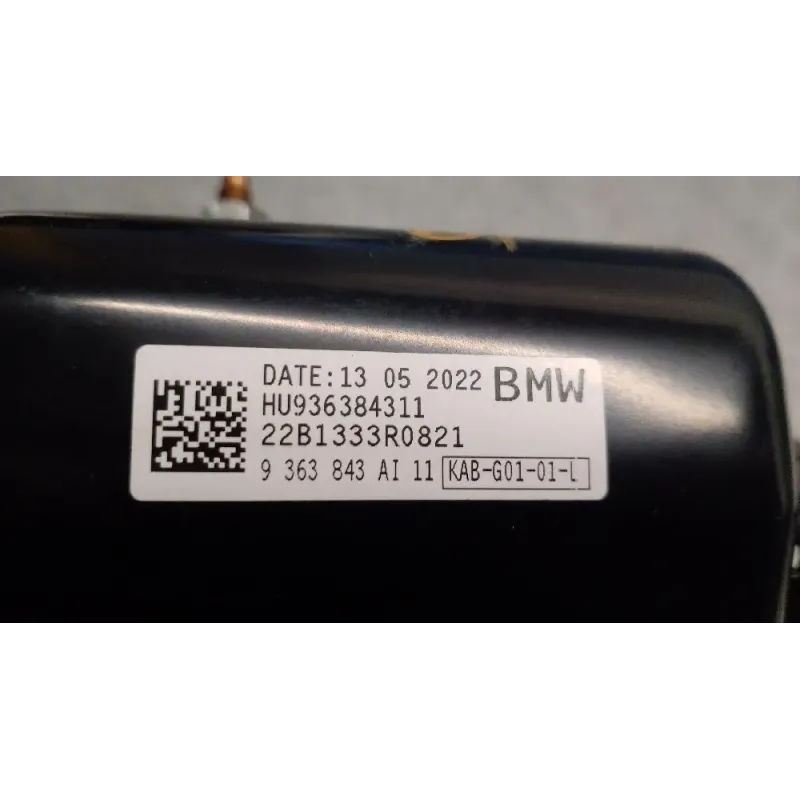 DATE:13 05 2022 BMW
HU936384311
22B1333R0821
9 363 843 AI 11 KAB-G01-01-L